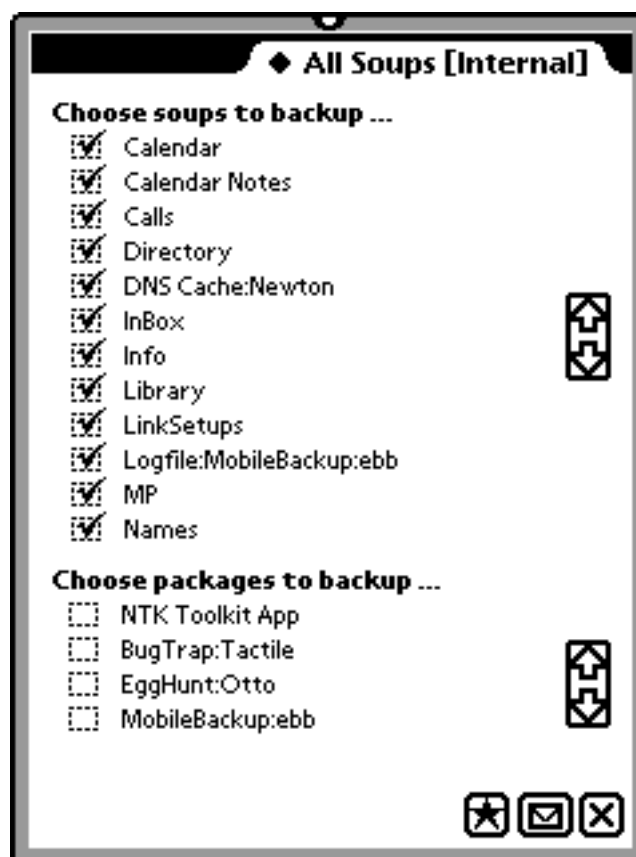 ◆ All Soups [Internal]
Choose soups to backup ...
Calendar
Calendar Notes
Calls
Directory
DNS Cache:Newton
InBox
Info
Library
LinkSetups
Logfile:MobileBackup:ebb
MP
Names
Choose packages to backup ...
NTK Toolkit App
BugTrap:Tactile
EggHunt:Otto
MobileBackup:ebb